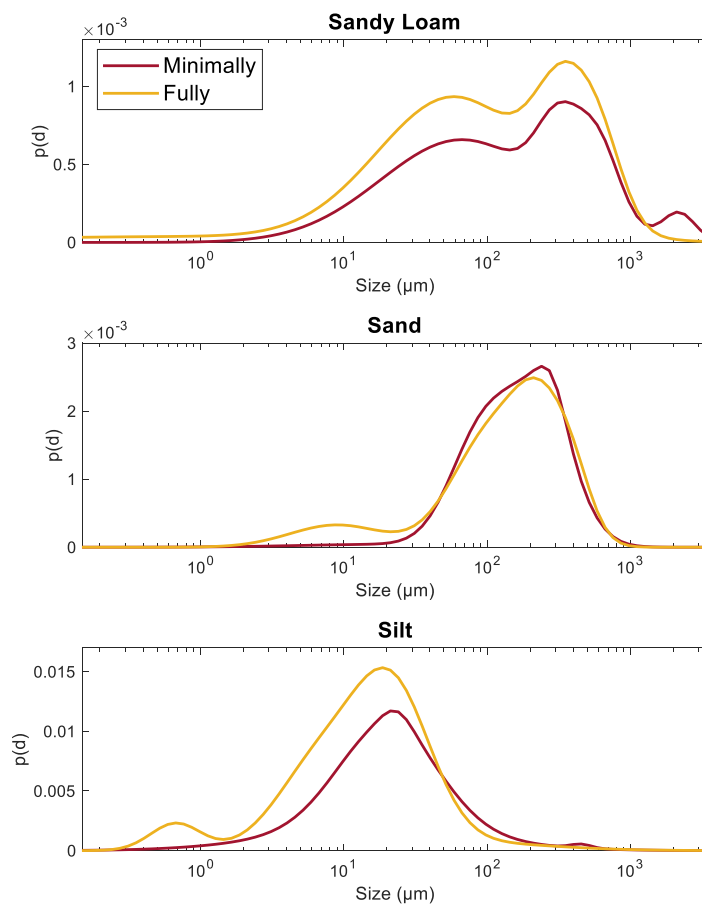 Sandy Loam
×10-3
Minimally
Fully
1
0.5
0
p(d)
100 101 102 103
Size (µm)
Sand
×10-3
3
2
1
0
p(d)
100 101 102 103
Size (µm)
Silt
0.015
0.01
0.005
0
p(d)
100 101 102 103
Size (µm)